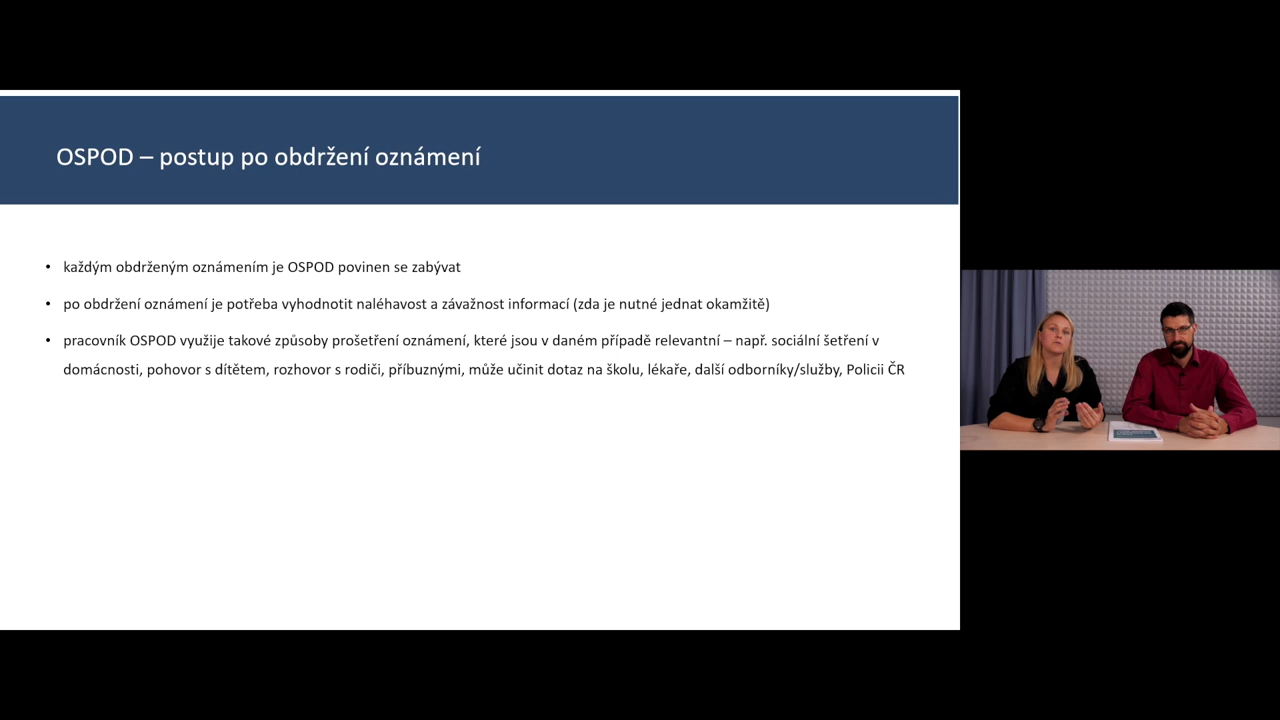 OSPOD – postup po obdržení oznámení
• každým obdrženým oznámením je OSPOD povinen se zabývat
• po obdržení oznámení je potřeba vyhodnotit naléhavost a závažnost informací (zda je nutné jednat okamžitě)
• pracovník OSPOD využije takové způsoby prošetření oznámení, které jsou v daném případě relevantní – např. sociální šetření v
domácnosti, pohovor s dítětem, rozhovor s rodiči, příbuznými, může učinit dotaz na školu, lékaře, další odborníky/služby, Policii ČR